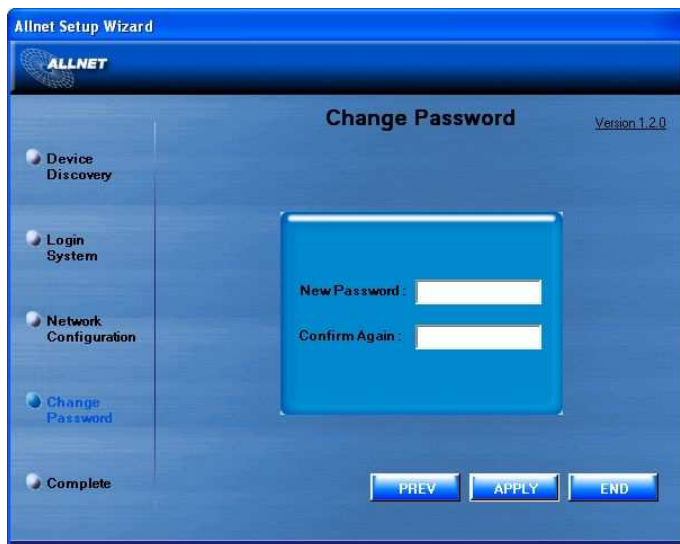 Allnet Setup Wizard
ALLNET
Change Password
Version 1.2.0
Device
Discovery
Login
System
Network
Configuration
Change
Password
Complete
New Password :
Confirm Again :
PREV
APPLY
END